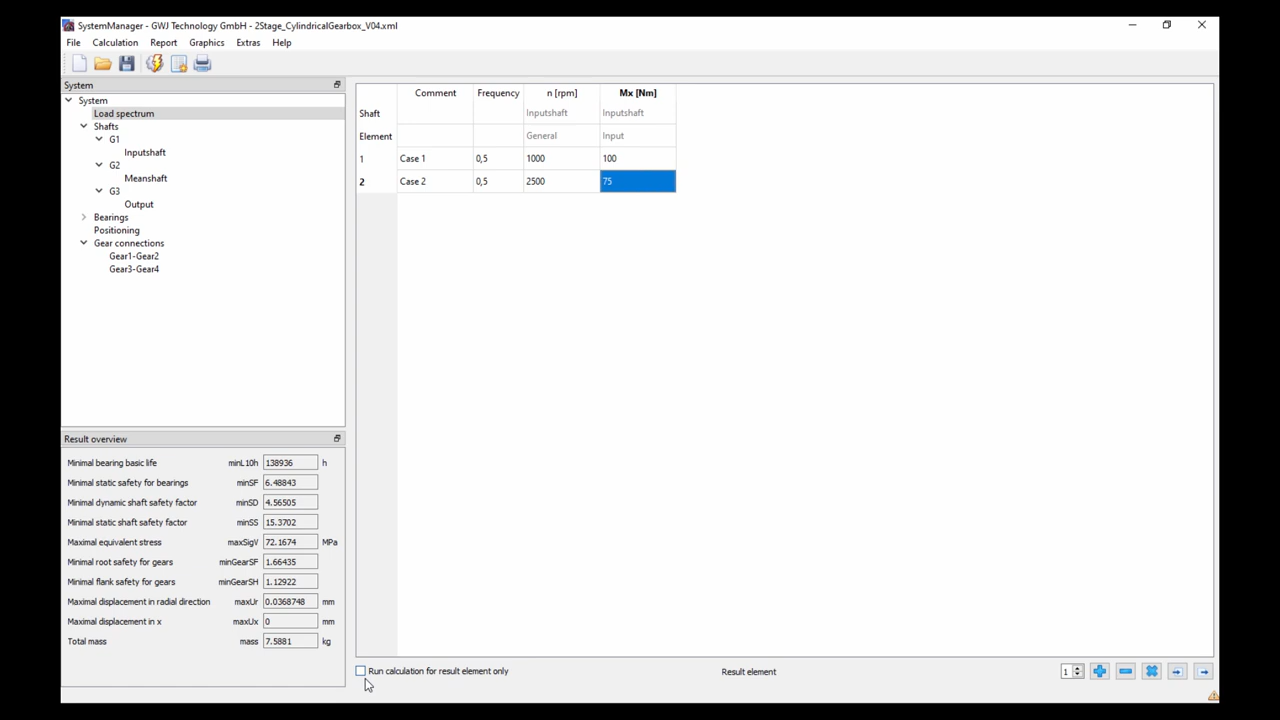 SystemManager - GWJ Technology GmbH - 2Stage_CylindricalGearbox_V04.xml
File Calculation Report Graphics Extras Help
System
System
Load spectrum
Shafts
G1
Inputshaft
G2
Meanshaft
G3
Output
Bearings
Positioning
Gear connections
Gear1-Gear2
Gear3-Gear4
Comment Frequency n [rpm] Mx [Nm]
Shaft Inputshaft Inputshaft
Element General Input
1 Case 1 0,5 1000 100
2 Case 2 0,5 2500 75
Result overview
Minimal bearing basic life minL10h 138936 h
Minimal static safety for bearings minSF 6.48843
Minimal dynamic shaft safety factor minSD 4.56505
Minimal static shaft safety factor minSS 15.3702
Maximal equivalent stress maxSigV 72.1674 MPa
Minimal root safety for gears minGearSF 1.66435
Minimal flank safety for gears minGearSH 1.12922
Maximal displacement in radial direction maxUr 0.0368748 mm
Maximal displacement in x maxUx 0 mm
Total mass mass 7.5881 kg
Run calculation for result element only Result element 1